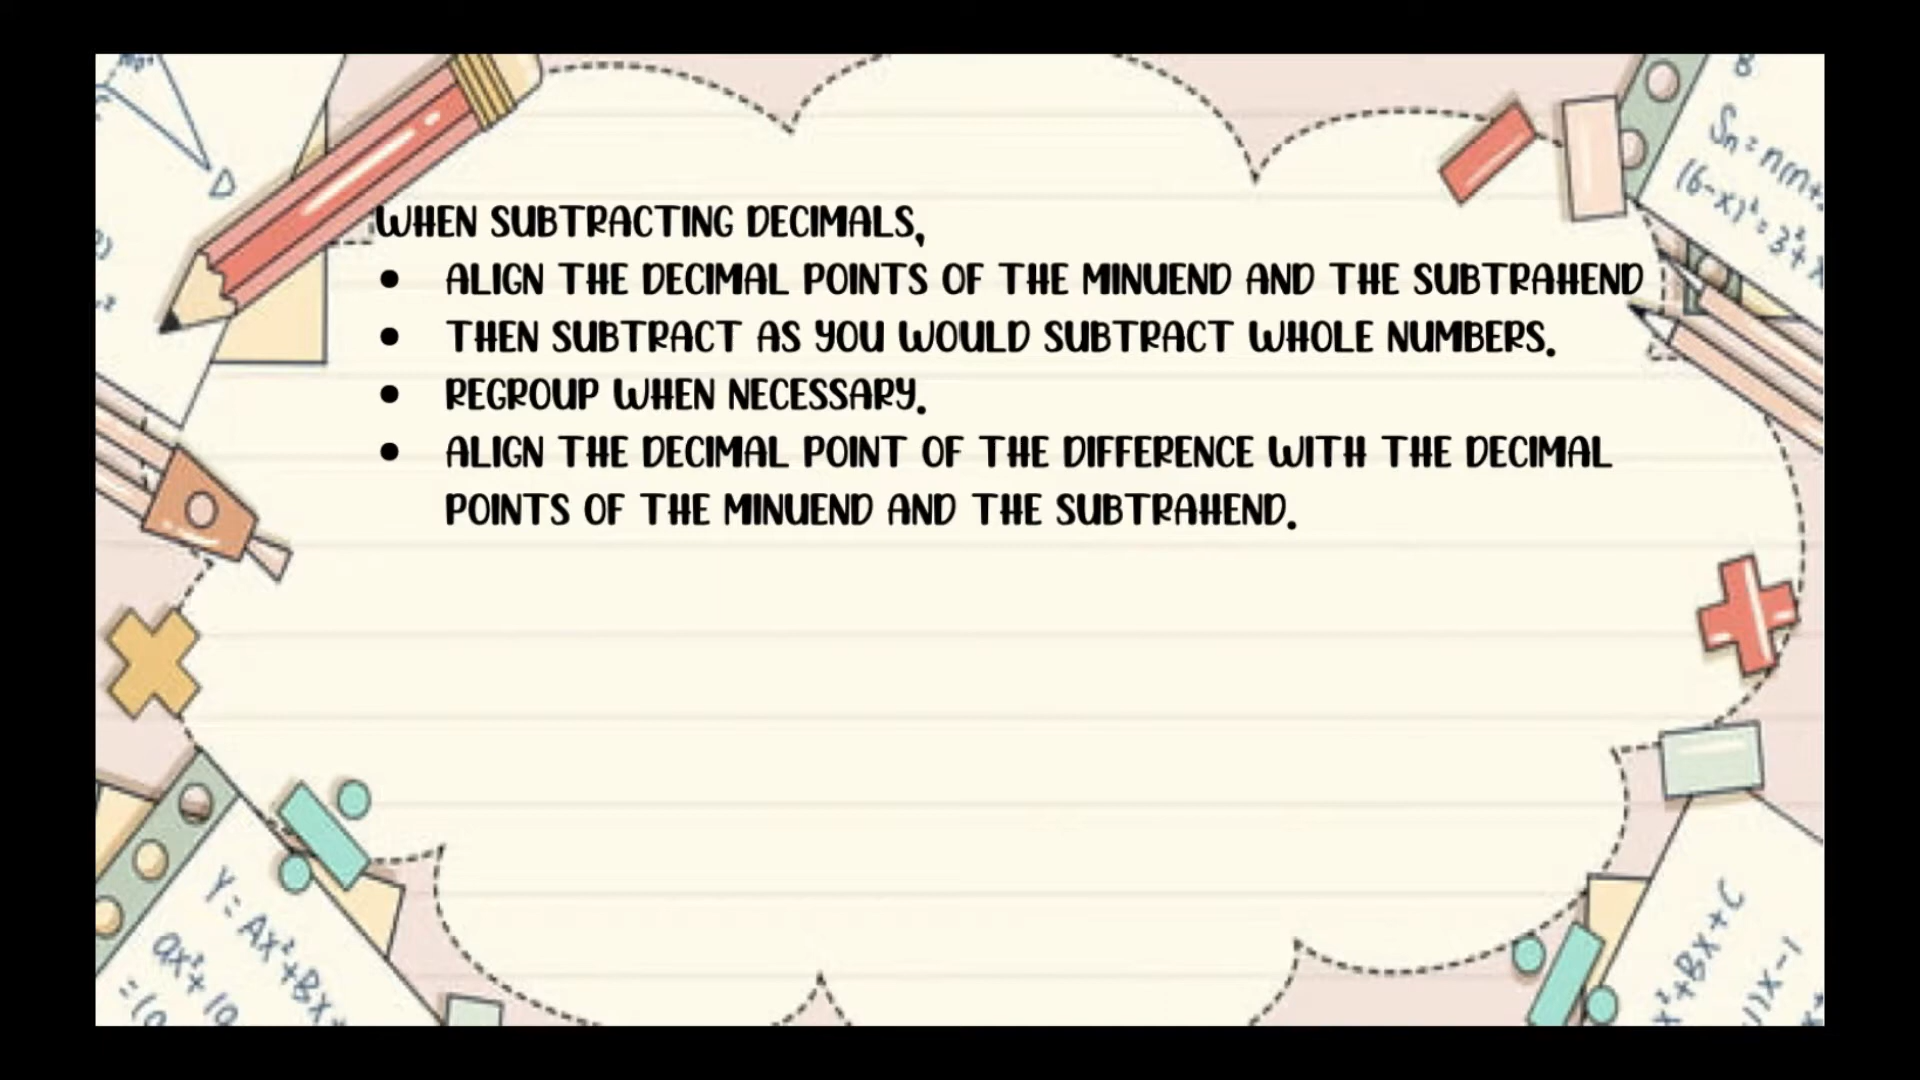 WHEN SUBTRACTING DECIMALS,
• ALIGN THE DECIMAL POINTS OF THE MINUEND AND THE SUBTRAHEND
• THEN SUBTRACT AS YOU WOULD SUBTRACT WHOLE NUMBERS.
• REGROUP WHEN NECESSARY.
• ALIGN THE DECIMAL POINT OF THE DIFFERENCE WITH THE DECIMAL
POINTS OF THE MINUEND AND THE SUBTRAHEND.
D
B